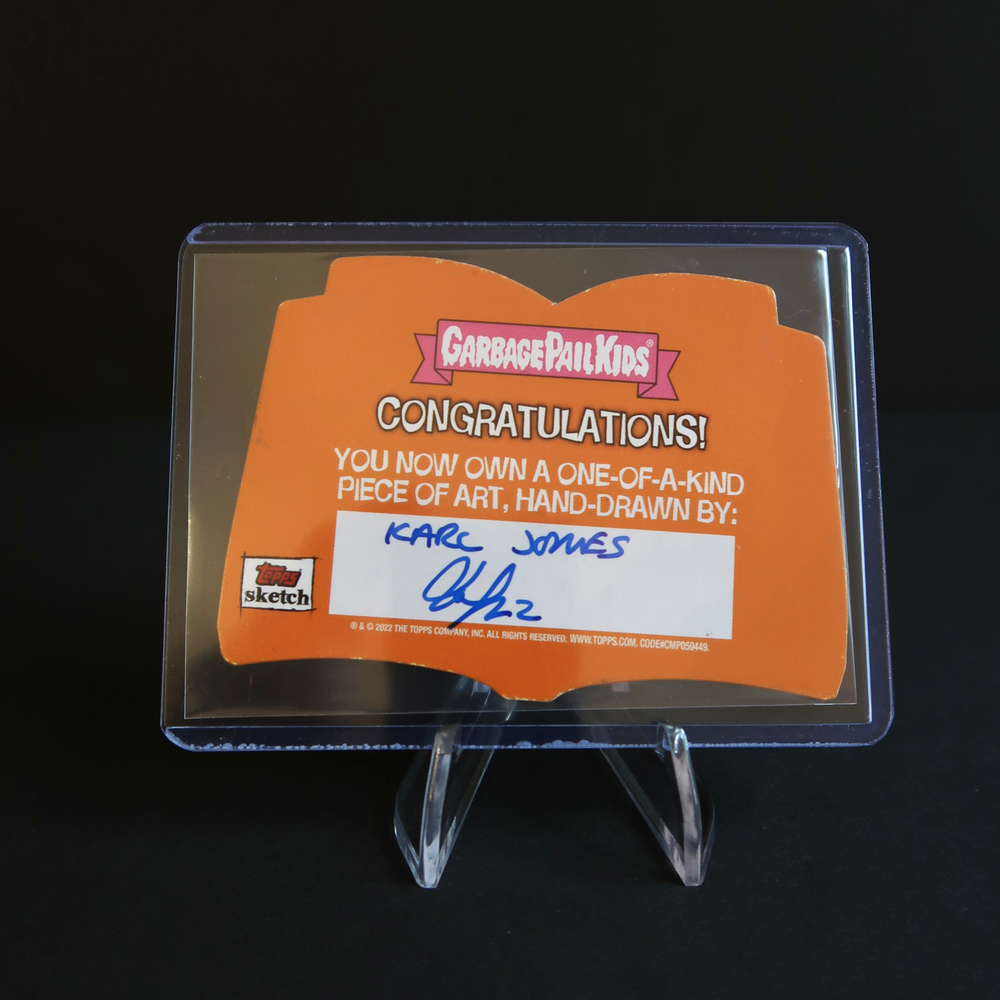 GARBAGE PAIL KIDS®
CONGRATULATIONS!
YOU NOW OWN A ONE-OF-A-KIND
PIECE OF ART, HAND-DRAWN BY:
KARL JONES
TOPPS
sketch
® & © 2022 THE TOPPS COMPANY, INC. ALL RIGHTS RESERVED. WWW.TOPPS.COM. CODE#CMP050449.